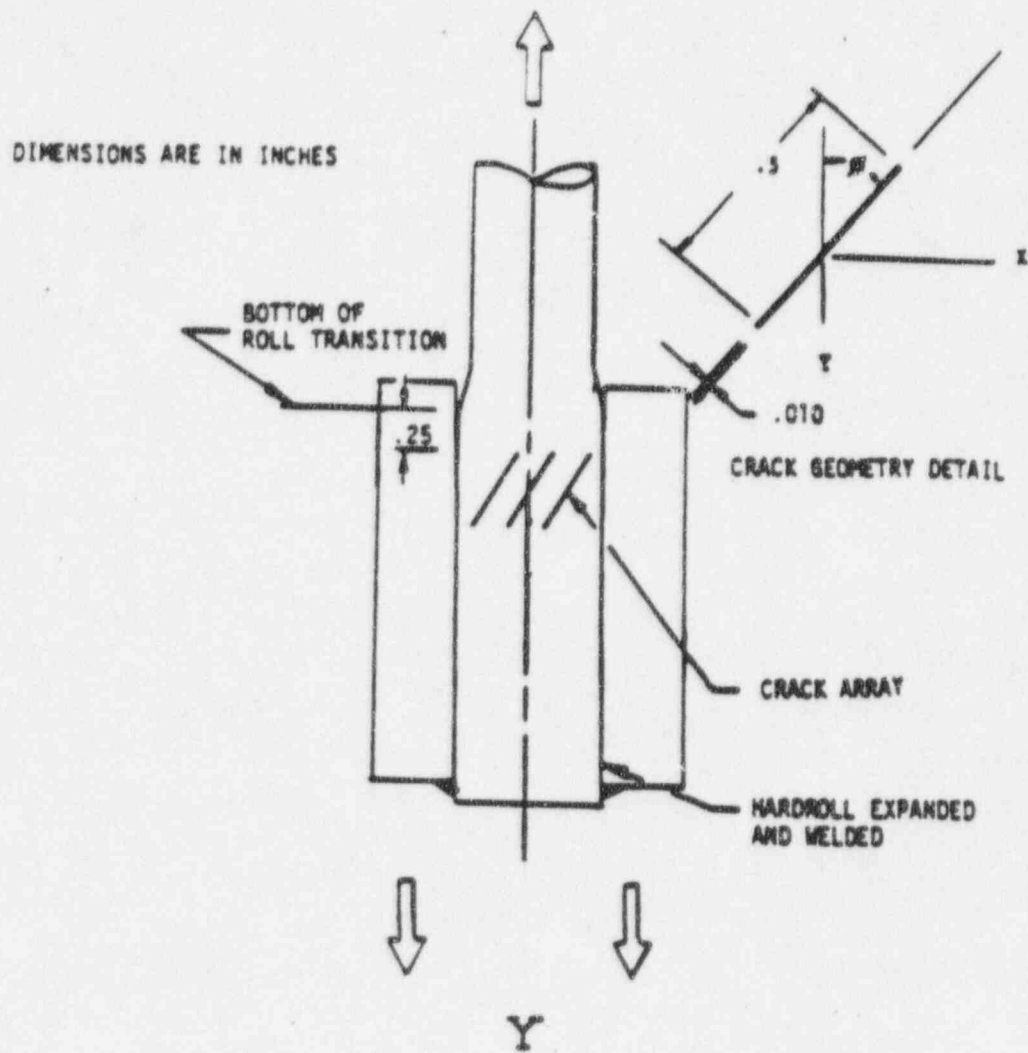 DIMENSIONS ARE IN INCHES
.5
X
BOTTOM OF
ROLL TRANSITION
Y
.010
.25
CRACK GEOMETRY DETAIL
CRACK ARRAY
HARDROLL EXPANDED
AND WELDED
Y